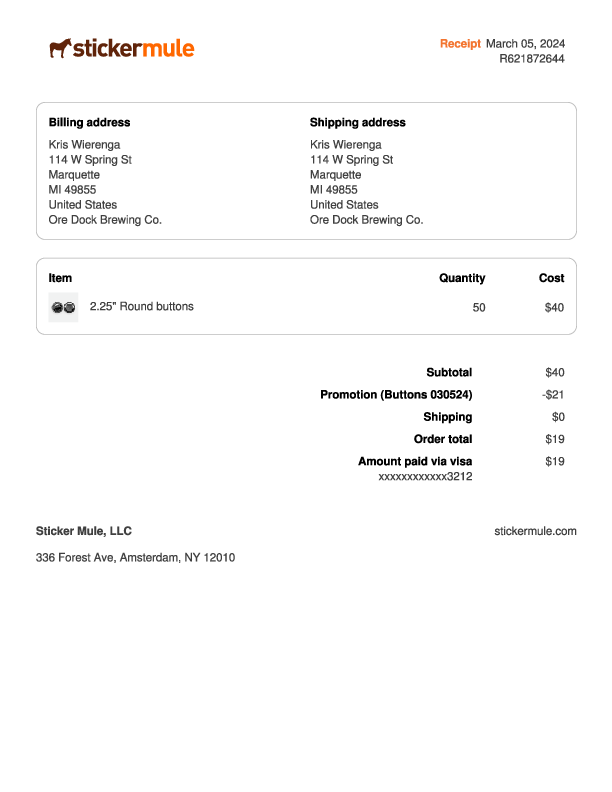 stickermule
Receipt March 05, 2024
R621872644
Billing address
Kris Wierenga
114 W Spring St
Marquette
MI 49855
United States
Ore Dock Brewing Co.
Shipping address
Kris Wierenga
114 W Spring St
Marquette
MI 49855
United States
Ore Dock Brewing Co.
Item Quantity Cost
2.25" Round buttons 50 $40
Subtotal $40
Promotion (Buttons 030524) -$21
Shipping $0
Order total $19
Amount paid via visa $19
xxxxxxxxxxxx3212
Sticker Mule, LLC stickermule.com
336 Forest Ave, Amsterdam, NY 12010